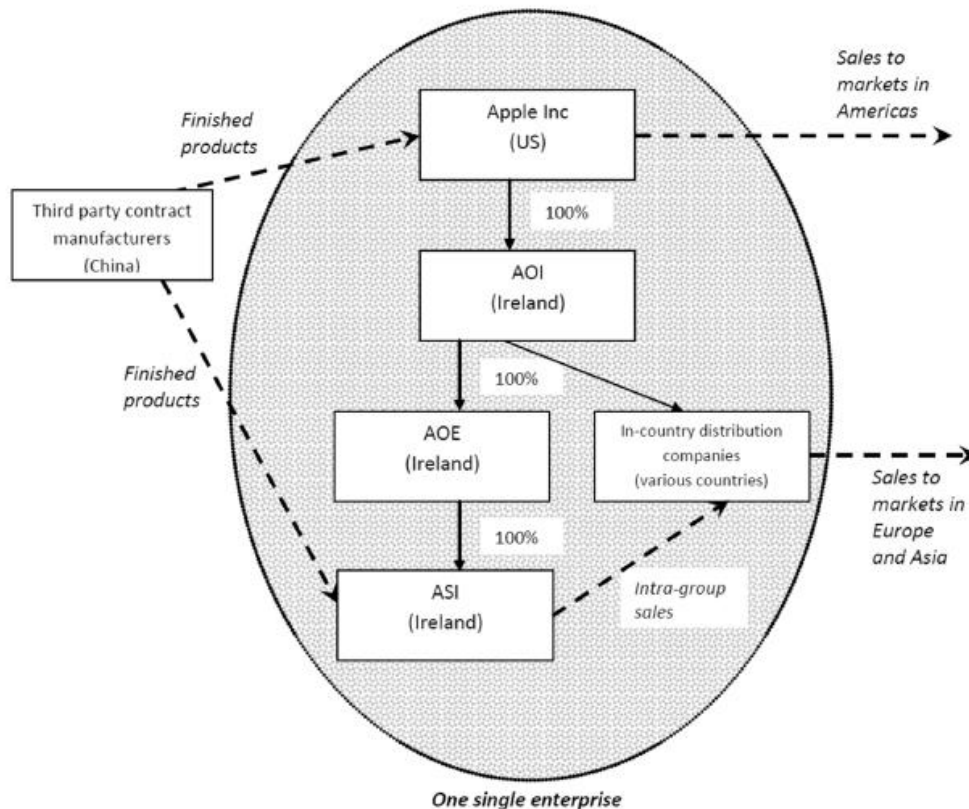 Sales to
markets in
Americas
Finished
products
Apple Inc
(US)
Third party contract
manufacturers
(China)
100%
AOI
(Ireland)
Finished
products
100%
AOE
(Ireland)
In-country distribution
companies
(various countries)
Sales to
markets in
Europe
and Asia
100%
ASI
(Ireland)
Intra-group
sales
One single enterprise